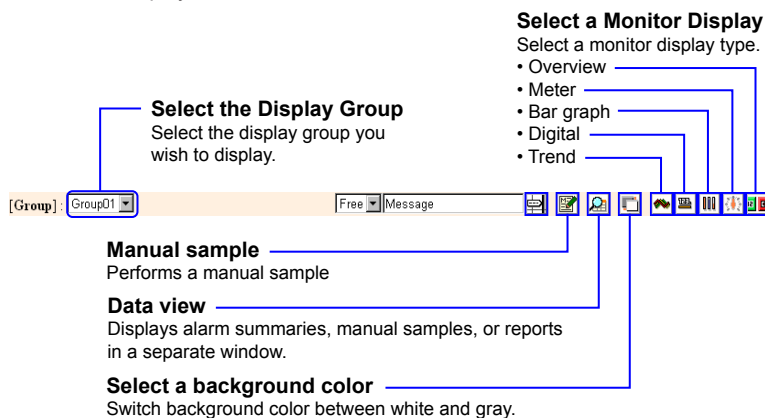 Select a Monitor Display
Select a monitor display type.
• Overview
• Meter
• Bar graph
• Digital
• Trend
Select the Display Group
Select the display group you
wish to display.
[Group] : Group01 Free Message
Manual sample
Performs a manual sample
Data view
Displays alarm summaries, manual samples, or reports
in a separate window.
Select a background color
Switch background color between white and gray.